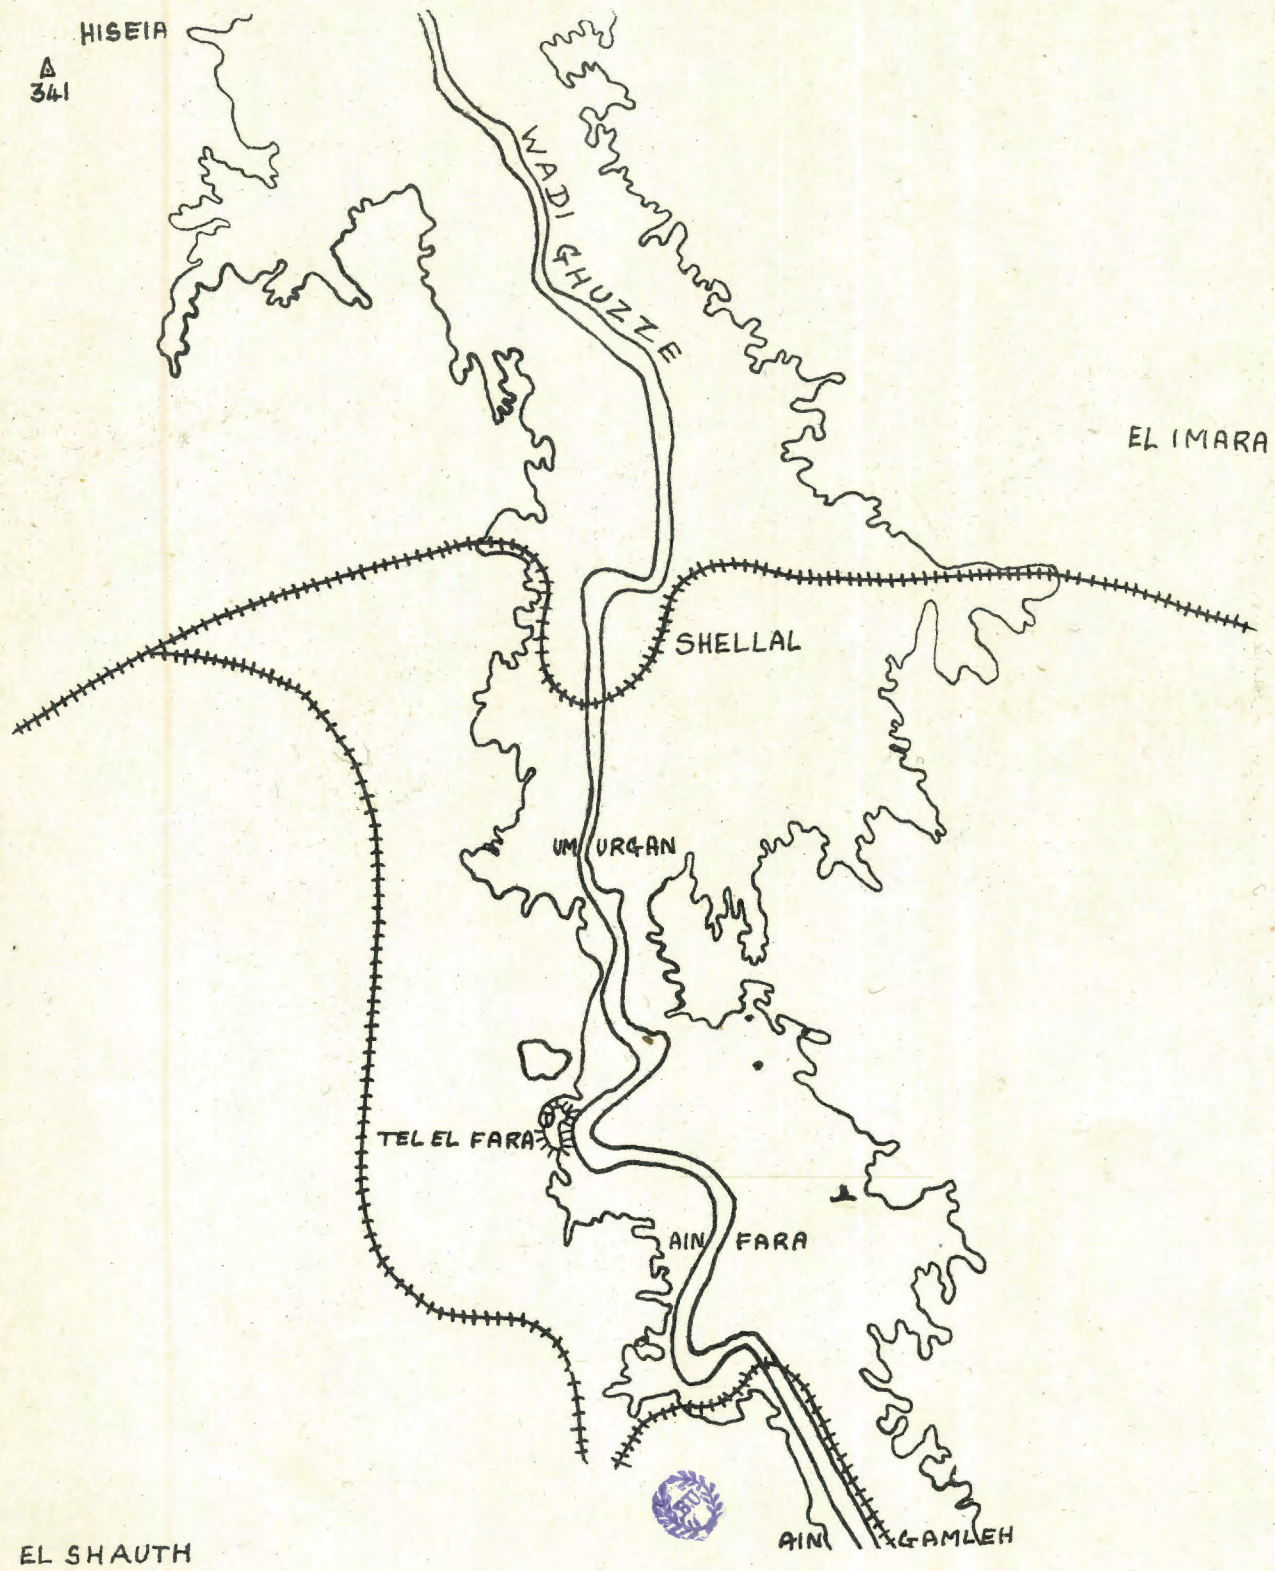 HISEIA
341
WADI GHUZZE
EL IMARA
SHELLAL
UM URGAN
TEL EL FARA
AIN FARA
AIN GAMLEH
EL SHAUTH